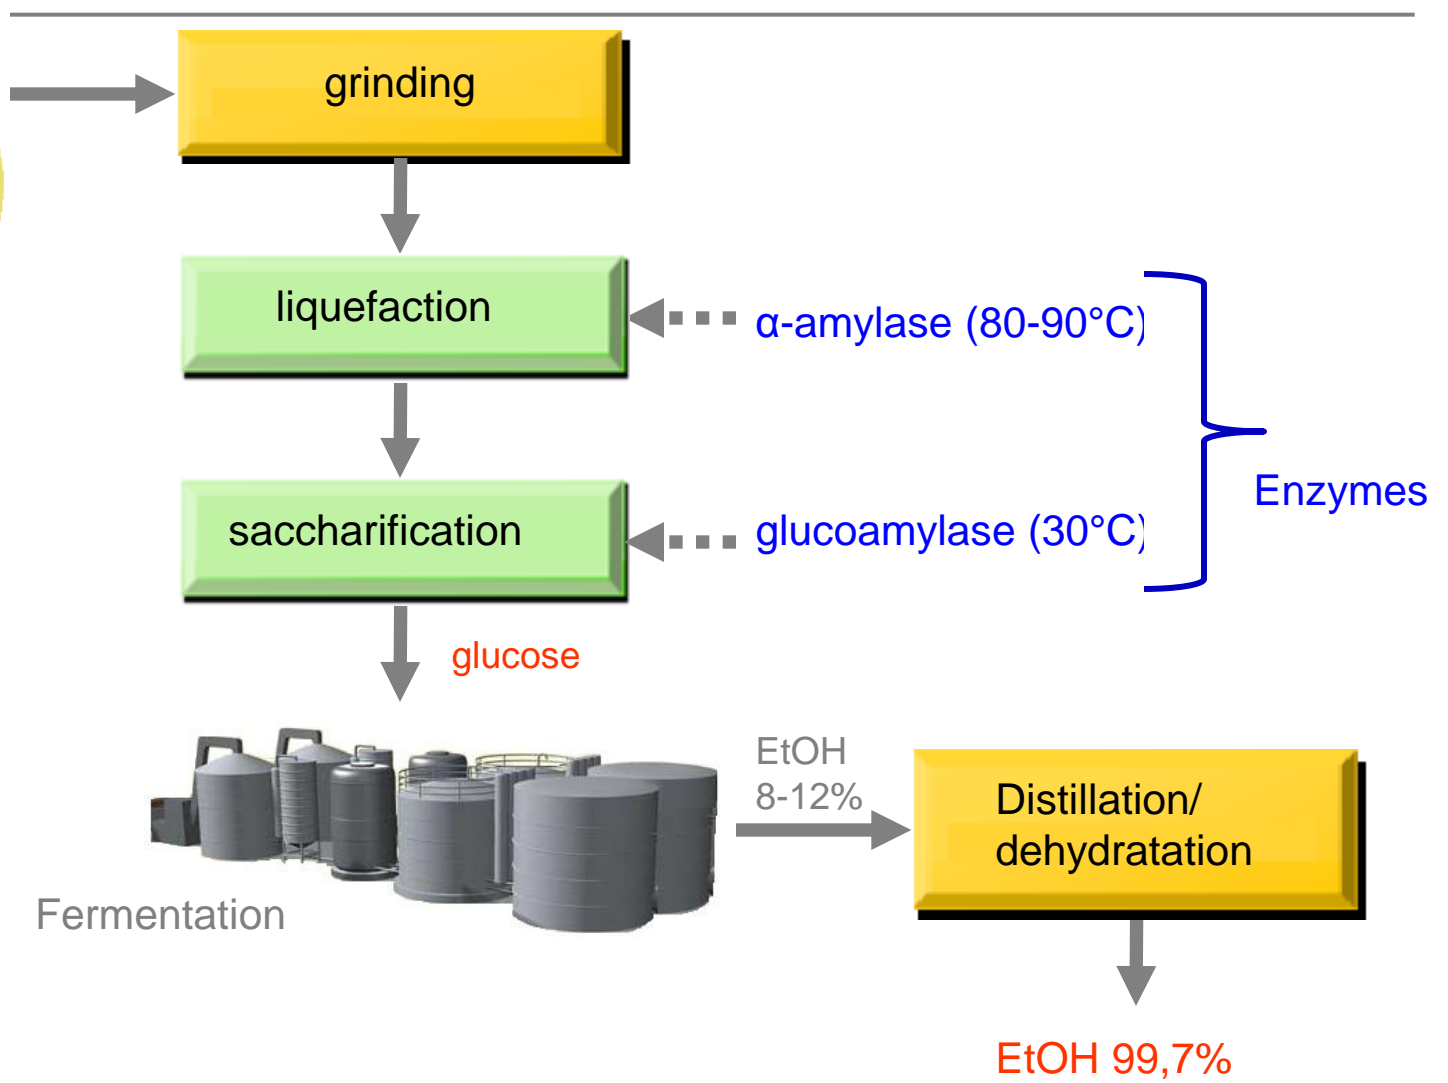 grinding
liquefaction
α-amylase (80-90°C)
Enzymes
saccharification
glucoamylase (30°C)
glucose
EtOH
8-12%
Distillation/
dehydratation
Fermentation
EtOH 99,7%